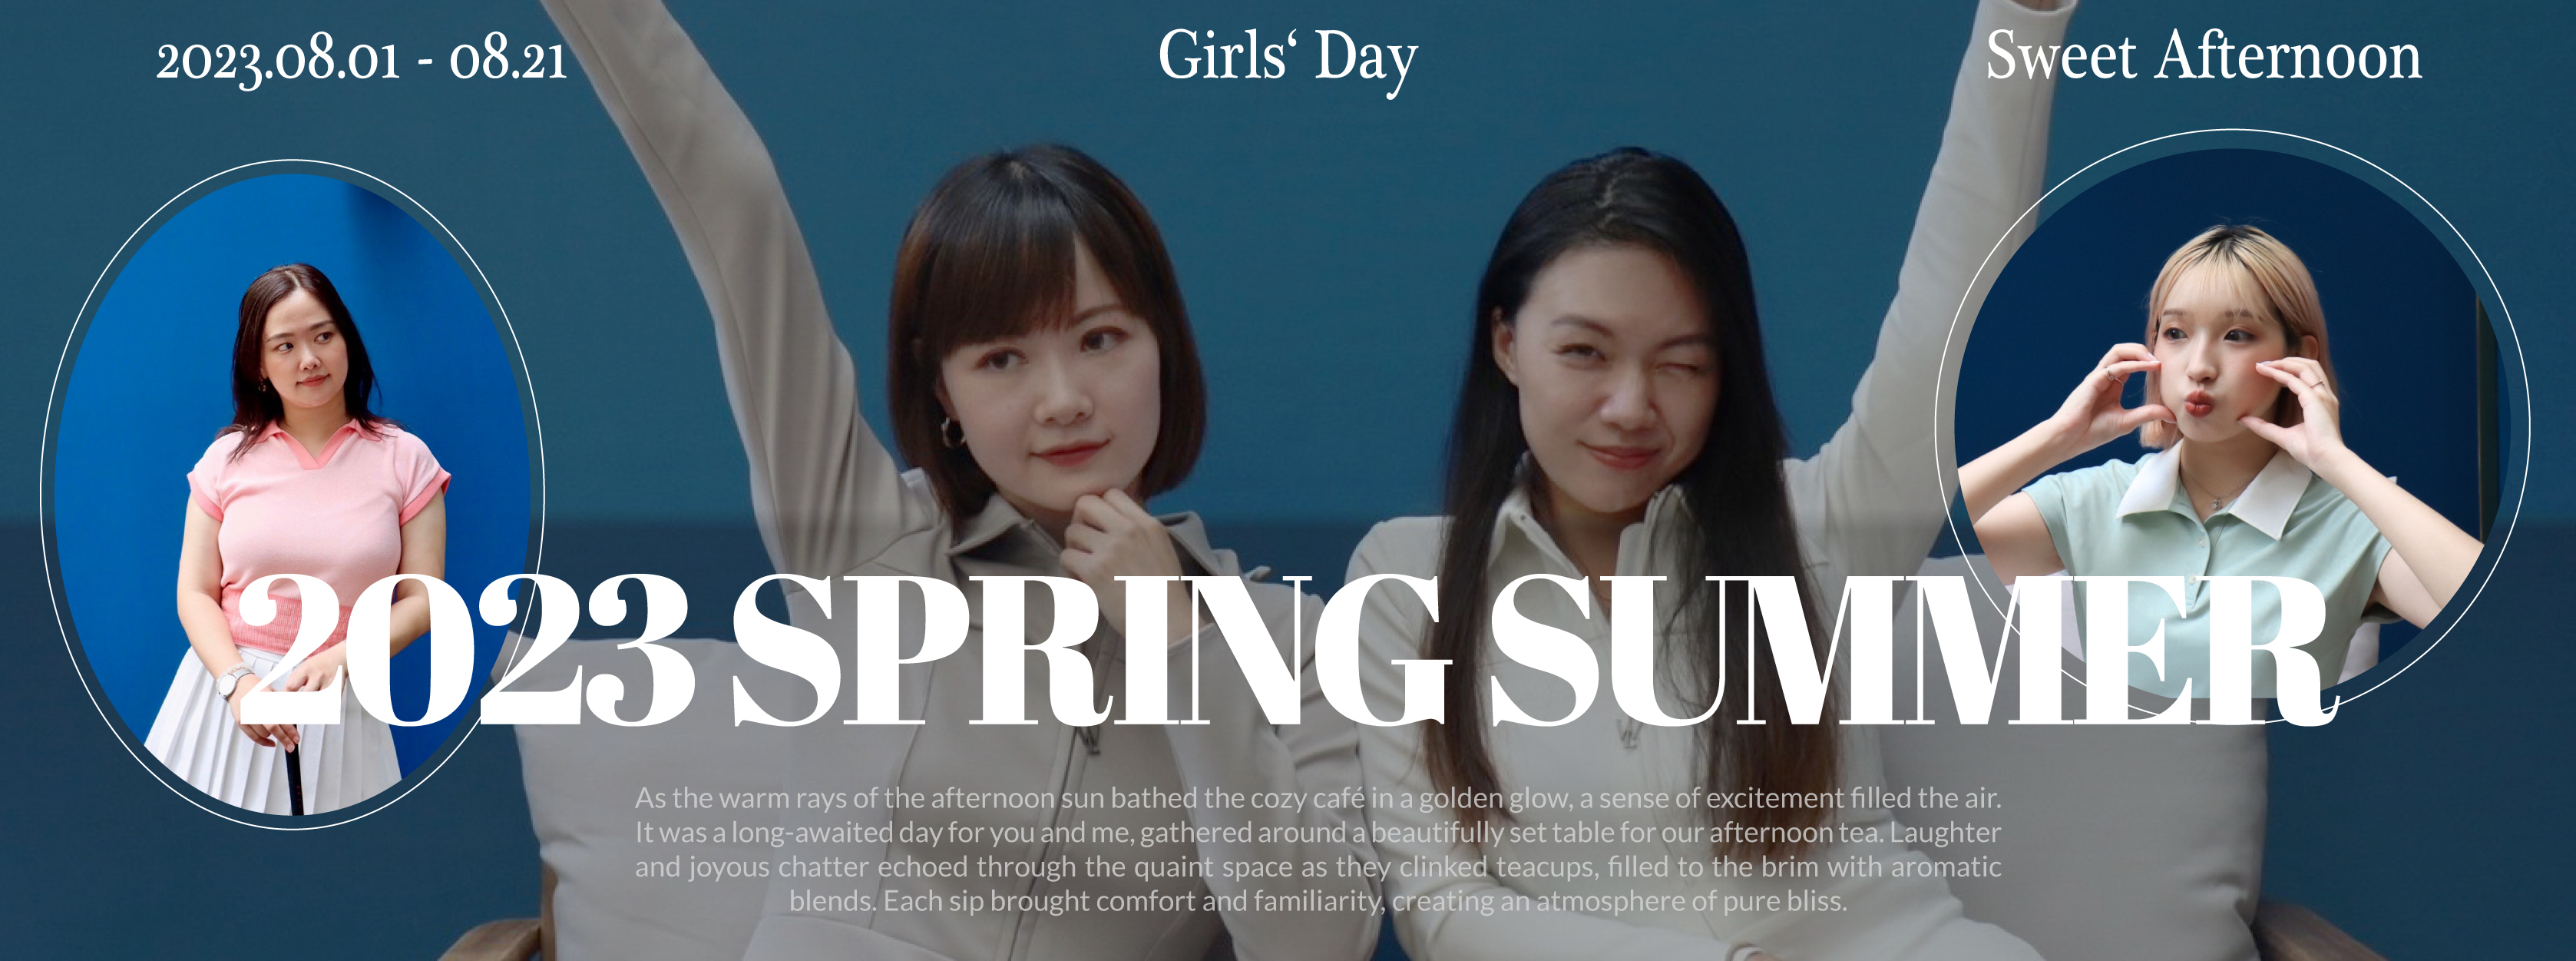 2023.08.01 - 08.21
Girls‘ Day
Sweet Afternoon
2023 SPRING SUMMER
As the warm rays of the afternoon sun bathed the cozy café in a golden glow, a sense of excitement filled the air.
It was a long-awaited day for you and me, gathered around a beautifully set table for our afternoon tea. Laughter
and joyous chatter echoed through the quaint space as they clinked teacups, filled to the brim with aromatic
blends. Each sip brought comfort and familiarity, creating an atmosphere of pure bliss.